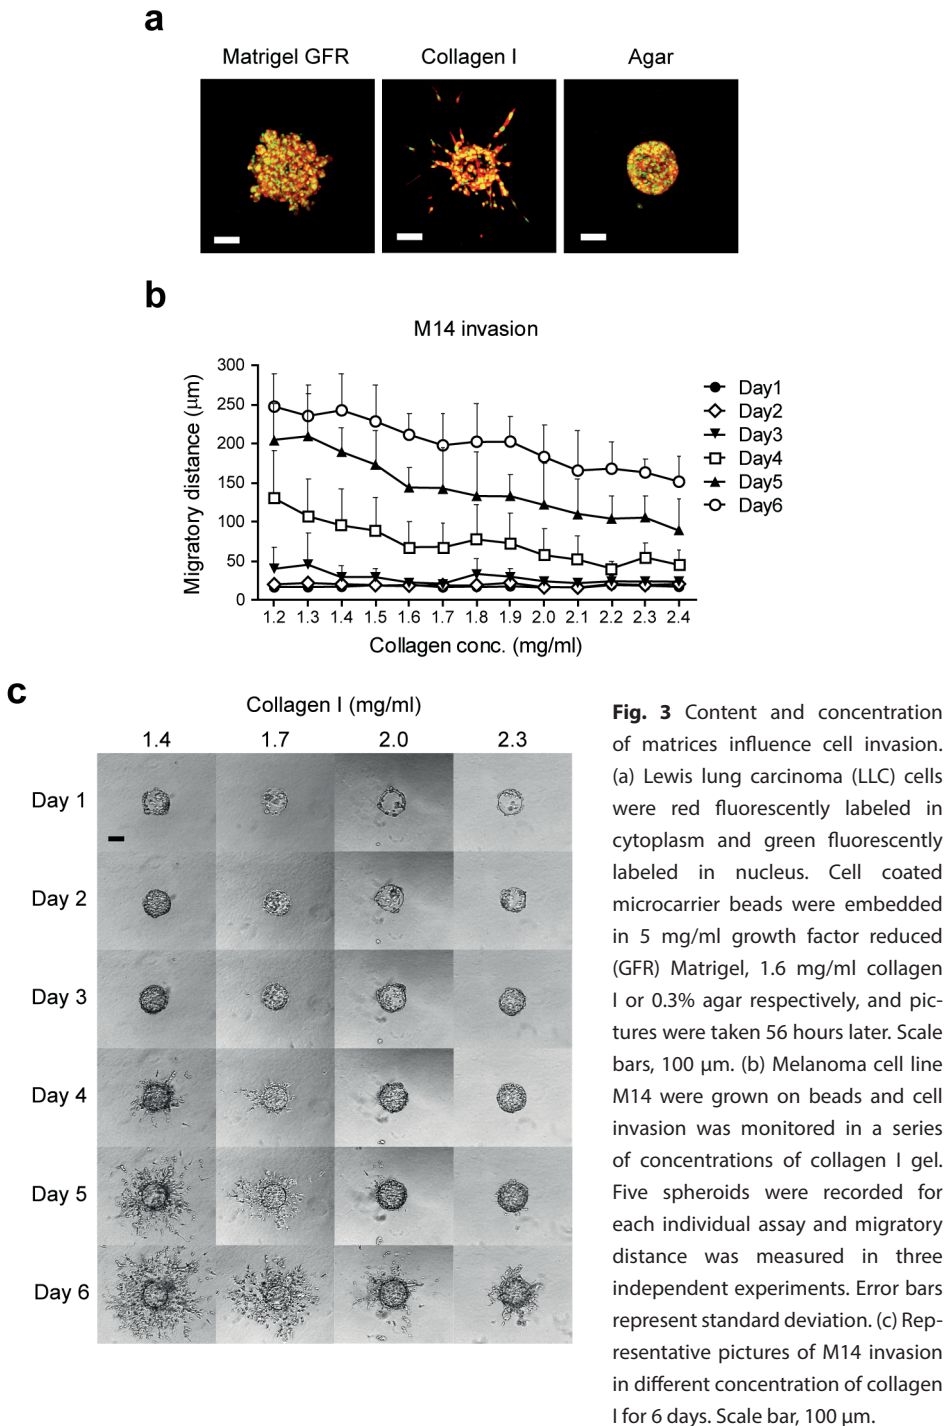 a
Matrigel GFR
Collagen I
Agar
b
M14 invasion
Migratory distance (μm)
300
250
200
150
100
50
0
1.2 1.3 1.4 1.5 1.6 1.7 1.8 1.9 2.0 2.1 2.2 2.3 2.4
Collagen conc. (mg/ml)
Day1
Day2
Day3
Day4
Day5
Day6
c
Collagen I (mg/ml)
1.4 1.7 2.0 2.3
Day 1
Day 2
Day 3
Day 4
Day 5
Day 6
Fig. 3 Content and concentration
of matrices influence cell invasion.
(a) Lewis lung carcinoma (LLC) cells
were red fluorescently labeled in
cytoplasm and green fluorescently
labeled in nucleus. Cell coated
microcarrier beads were embedded
in 5 mg/ml growth factor reduced
(GFR) Matrigel, 1.6 mg/ml collagen
I or 0.3% agar respectively, and pic-
tures were taken 56 hours later. Scale
bars, 100 μm. (b) Melanoma cell line
M14 were grown on beads and cell
invasion was monitored in a series
of concentrations of collagen I gel.
Five spheroids were recorded for
each individual assay and migratory
distance was measured in three
independent experiments. Error bars
represent standard deviation. (c) Rep-
resentative pictures of M14 invasion
in different concentration of collagen
I for 6 days. Scale bar, 100 μm.